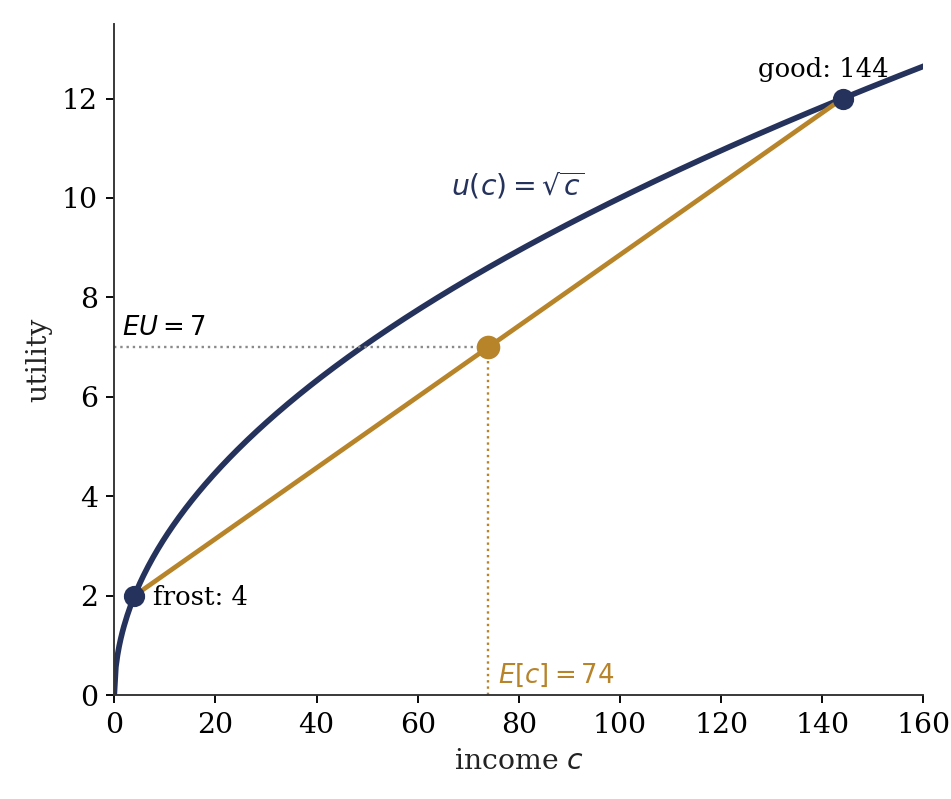 good: 144
12
u(c) = √c
10
8
EU = 7
utility
6
4
2
frost: 4
E[c] = 74
0
0 20 40 60 80 100 120 140 160
income c